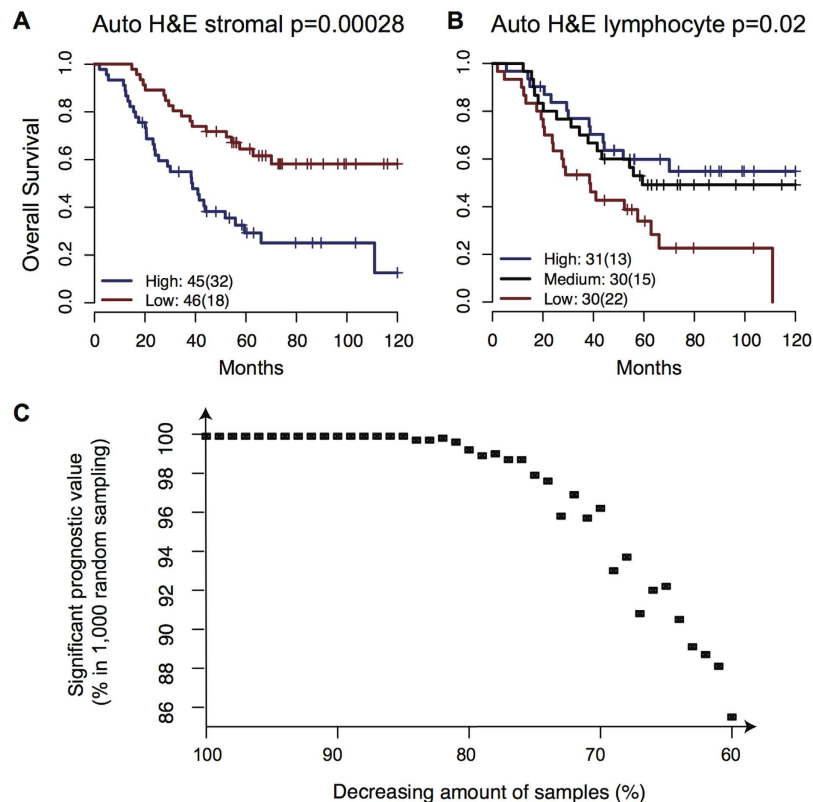 A
Auto H&E stromal p=0.00028
Overall Survival
1.0
0.8
0.6
0.4
0.2
0.0
High: 45(32)
Low: 46(18)
0 20 40 60 80 100 120
Months
B
Auto H&E lymphocyte p=0.02
1.0
0.8
0.6
0.4
0.2
0.0
High: 31(13)
Medium: 30(15)
Low: 30(22)
0 20 40 60 80 100 120
Months
C
Significant prognostic value
(% in 1,000 random sampling)
100
98
96
94
92
90
88
86
100 90 80 70 60
Decreasing amount of samples (%)